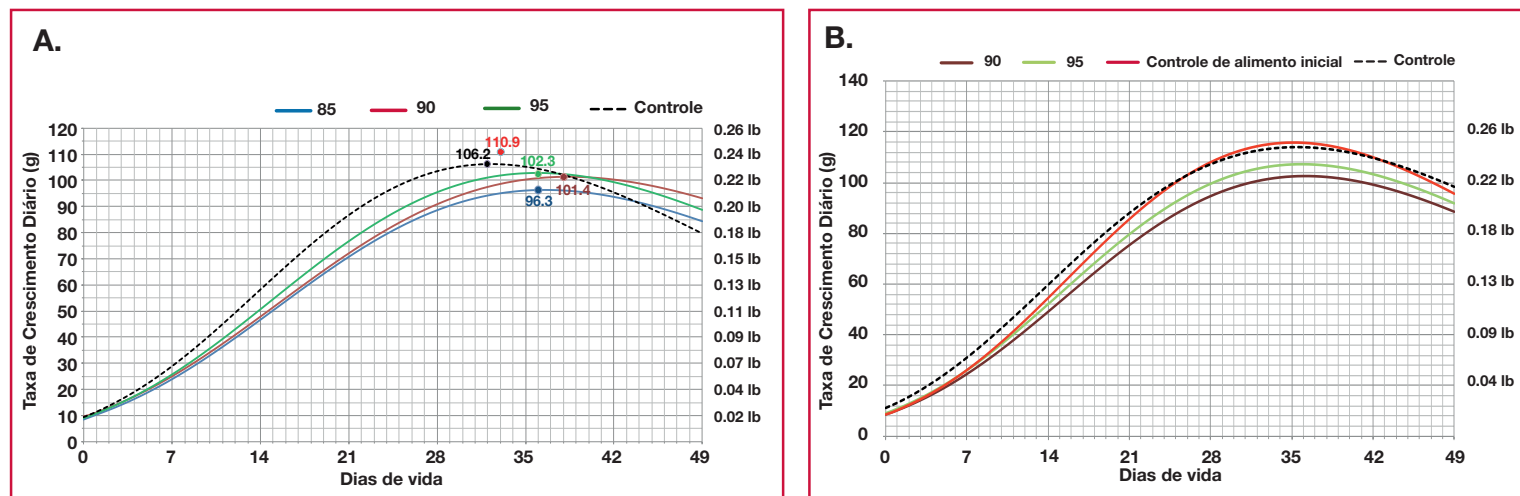 A.
85 90 95 Controle
Taxa de Crescimento Diário (g)
120 0.26 lb
110 0.24 lb
100 0.22 lb
90 0.20 lb
80 0.18 lb
70 0.15 lb
60 0.13 lb
50 0.11 lb
40 0.09 lb
30 0.07 lb
20 0.04 lb
10 0.02 lb
0
106.2 110.9 102.3 101.4 96.3
0 7 14 21 28 35 42 49
Dias de vida
B.
90 95 Controle de alimento inicial Controle
Taxa de Crescimento Diário (g)
140
120 0.26 lb
100 0.22 lb
80 0.18 lb
60 0.13 lb
40 0.09 lb
20 0.04 lb
0
0 7 14 21 28 35 42 49
Dias de vida